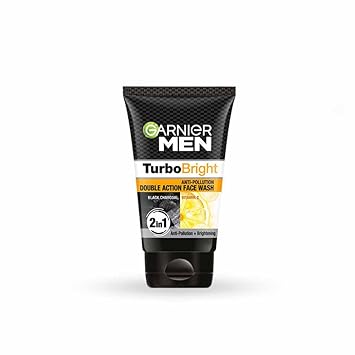 GARNIER
MEN
TurboBright
ANTI-POLLUTION
DOUBLE ACTION FACE WASH
BLACK CHARCOAL VITAMIN C
2in1
Anti-Pollution + Brightening